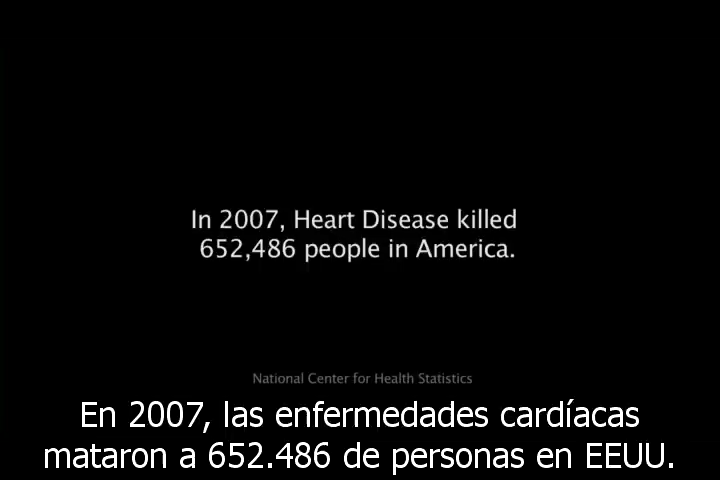 In 2007, Heart Disease killed
652,486 people in America.
National Center for Health Statistics
En 2007, las enfermedades cardíacas
mataron a 652.486 de personas en EEUU.